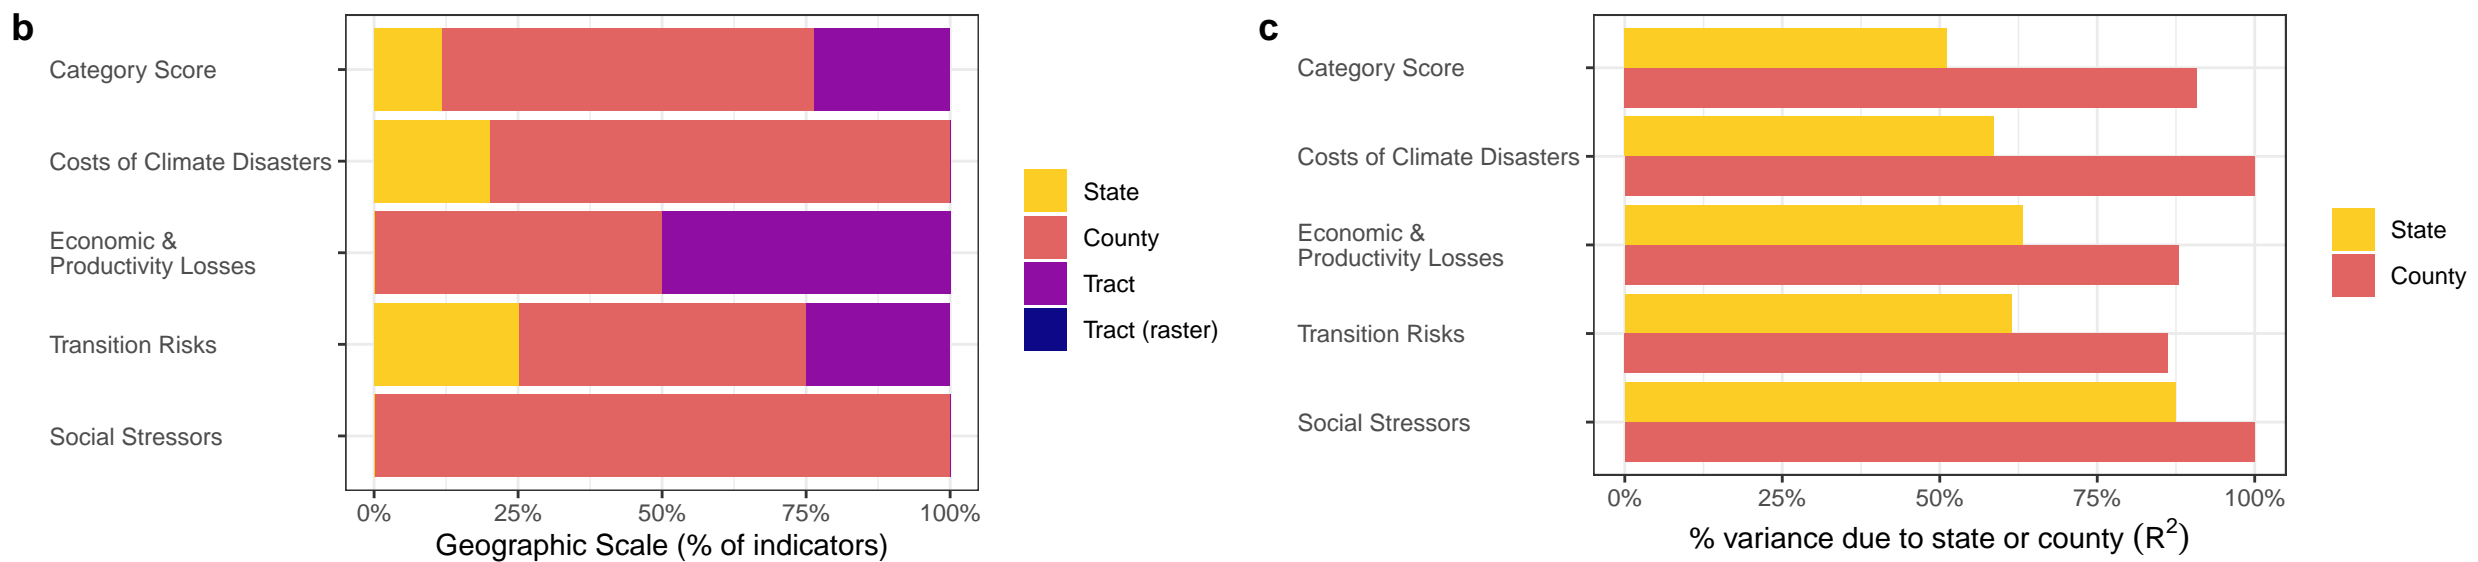 b
Category Score
Costs of Climate Disasters
Economic &
Productivity Losses
Transition Risks
Social Stressors
0% 25% 50% 75% 100%
Geographic Scale (% of indicators)
State
County
Tract
Tract (raster)
c
Category Score
Costs of Climate Disasters
Economic &
Productivity Losses
Transition Risks
Social Stressors
0% 25% 50% 75% 100%
% variance due to state or county (R²)
State
County